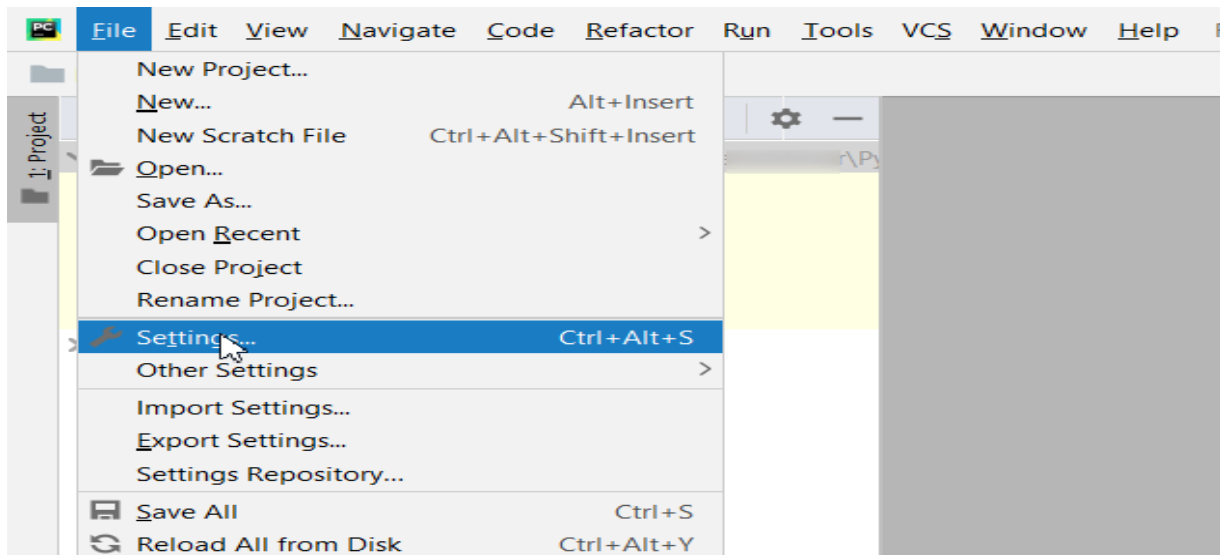 PC File Edit View Navigate Code Refactor Run Tools VCS Window Help
1: Project
New Project...
New... Alt+Insert
New Scratch File Ctrl+Alt+Shift+Insert
Open...
Save As...
Open Recent >
Close Project
Rename Project...
Settings... Ctrl+Alt+S
Other Settings >
Import Settings...
Export Settings...
Settings Repository...
Save All Ctrl+S
Reload All from Disk Ctrl+Alt+Y